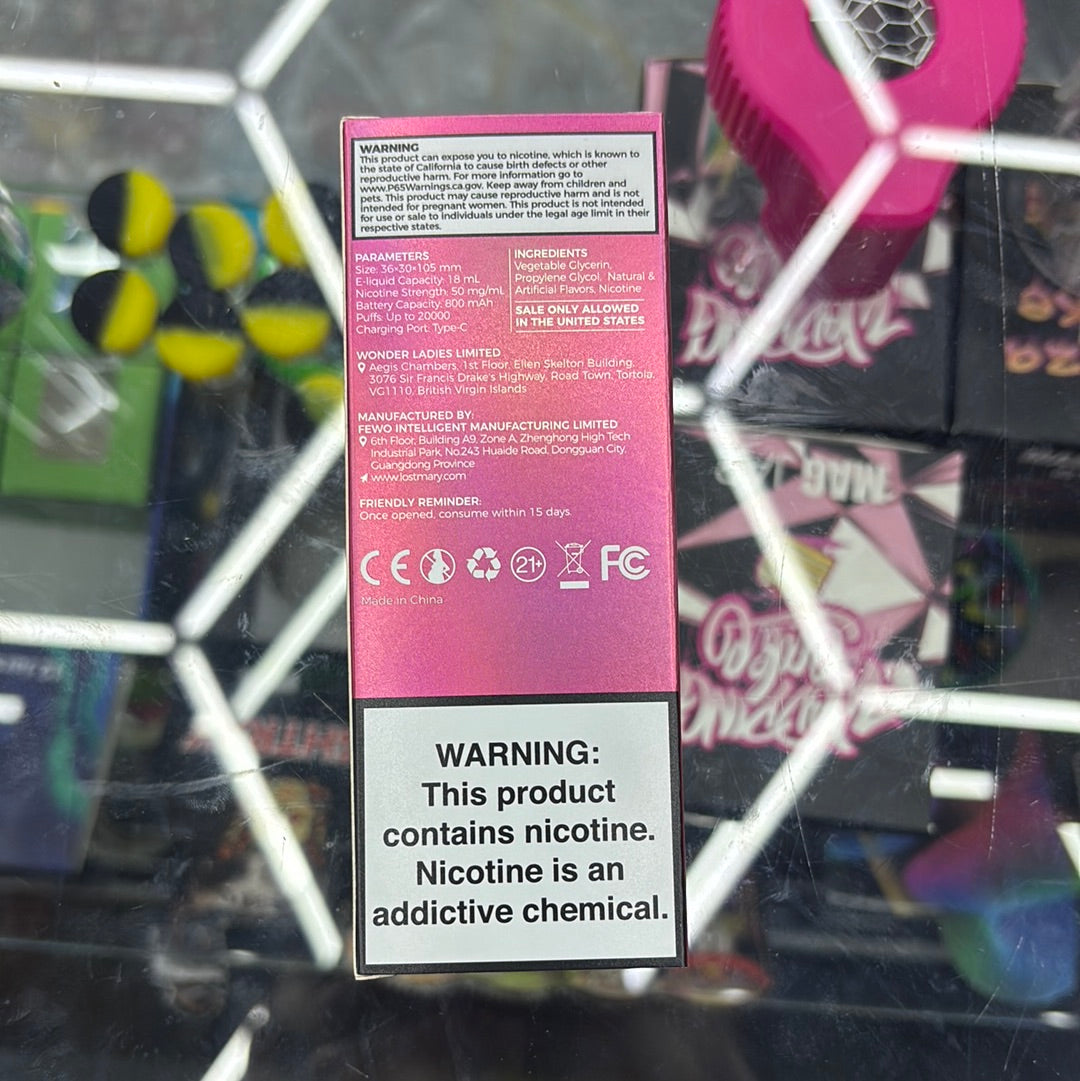 WARNING
This product can expose you to nicotine, which is known to
the state of California to cause birth defects or other
reproductive harm. For more information go to
www.P65Warnings.ca.gov. Keep away from children and
pets. This product may cause reproductive harm and is not
intended for pregnant women. This product is not intended
for use or sale to individuals under the legal age limit in their
respective states.
PARAMETERS
Size: 36×30×105 mm
E-liquid Capacity: 18 mL
Nicotine Strength: 50 mg/mL
Battery Capacity: 800 mAh
Puffs: Up to 20000
Charging Port: Type-C
INGREDIENTS
Vegetable Glycerin,
Propylene Glycol, Natural &
Artificial Flavors, Nicotine
SALE ONLY ALLOWED
IN THE UNITED STATES
WONDER LADIES LIMITED
Aegis Chambers, 1st Floor, Ellen Skelton Building,
3076 Sir Francis Drake's Highway, Road Town, Tortola,
VG1110, British Virgin Islands
MANUFACTURED BY:
FEWO INTELLIGENT MANUFACTURING LIMITED
6th Floor, Building A9, Zone A, Zhenghong High Tech
Industrial Park, No.243 Huaide Road, Dongguan City,
Guangdong Province
www.lostmary.com
FRIENDLY REMINDER:
Once opened, consume within 15 days.
CE 21+ FC
Made in China
WARNING:
This product
contains nicotine.
Nicotine is an
addictive chemical.
MAG